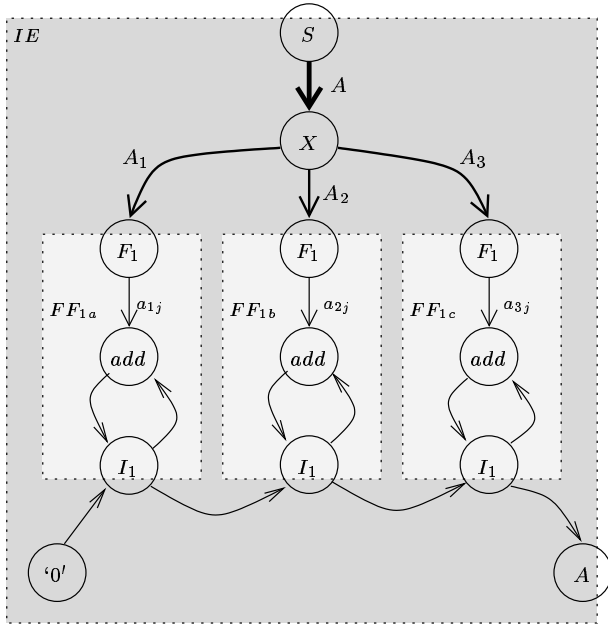 IE
S
A
X
A₁
A₂
A₃
F₁ F₁ F₁
FF₁ₐ a₁ⱼ FF₁b a₂ⱼ FF₁c a₃ⱼ
add add add
I₁ I₁ I₁
‘0’ A